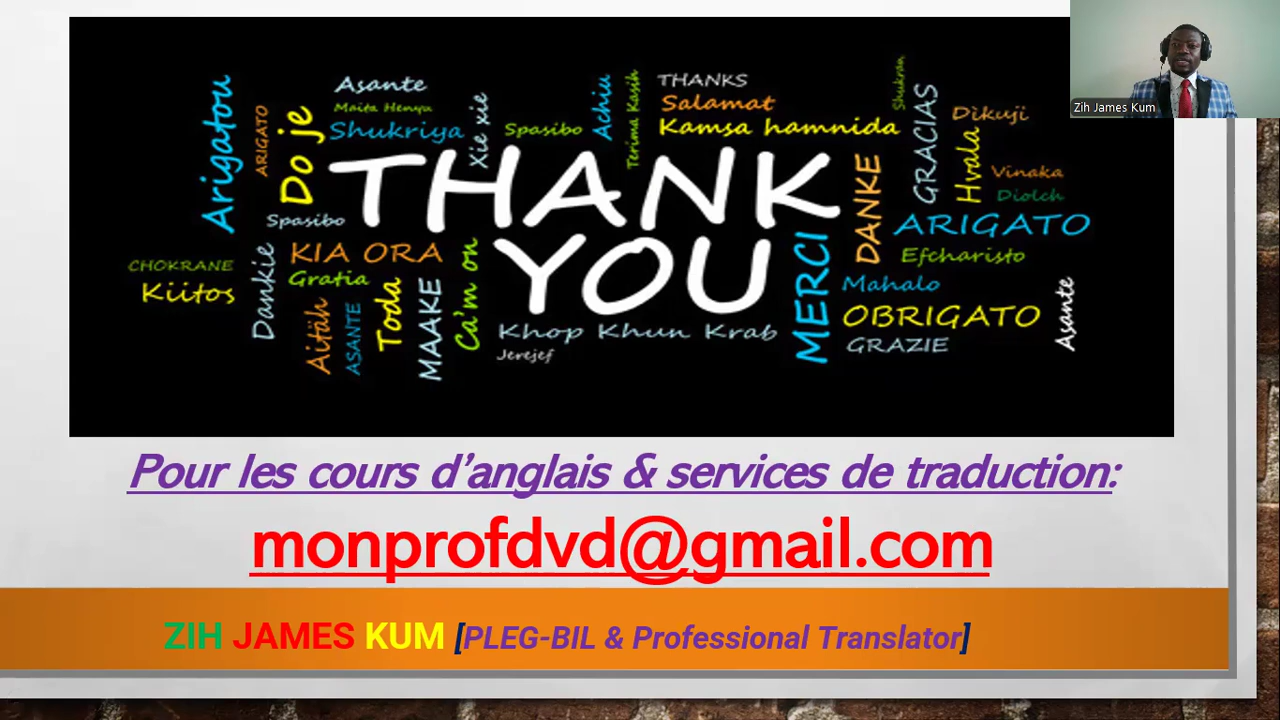 Zih James Kum
Arigatou
ARIGATO
Do je
Asante
Maita Henyu
Shukriya
Xie xie
Spasibo
Achiu
Terima Kasih
THANKS
Salamat
Kamsa hamnida
Shukran
GRACIAS
Dikuji
Hvala
Vinaka
Diolch
THANK
YOU
Spasibo
KIA ORA
Gratia
CHOKRANE
Kiitos
Dankie
Aitäh
ASANTE
Toda
MAAKE
Ca'm on
Khop Khun Krab
Jerejef
MERCI
DANKE
ARIGATO
Efcharisto
Mahalo
OBRIGATO
GRAZIE
Asante
Pour les cours d’anglais & services de traduction:
monprofdvd@gmail.com
ZIH JAMES KUM [PLEG-BIL & Professional Translator]